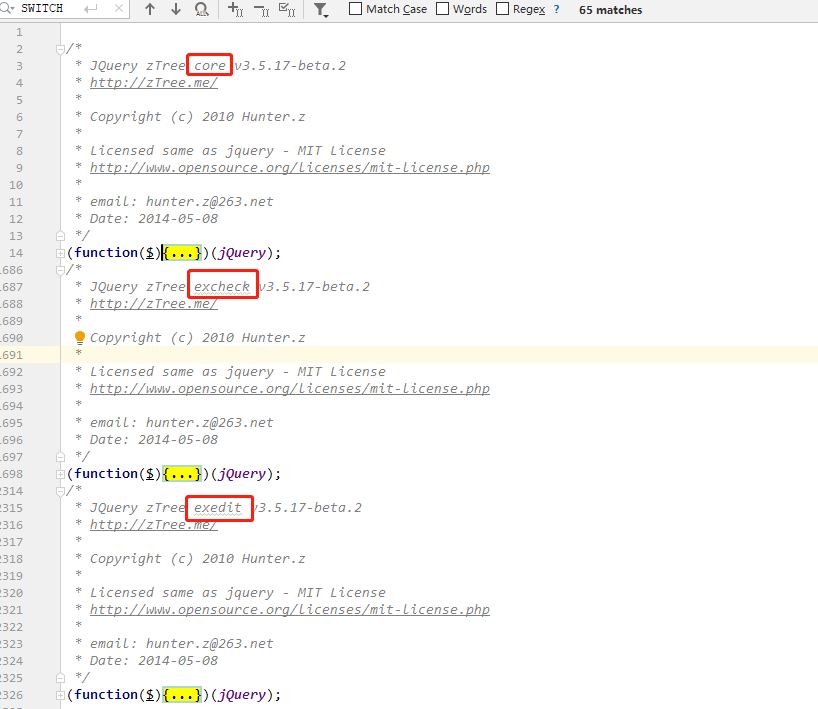 SWITCH Match Case Words Regex ? 65 matches
1
2 /*
3 * JQuery zTree core v3.5.17-beta.2
4 * http://zTree.me/
5 *
6 * Copyright (c) 2010 Hunter.z
7 *
8 * Licensed same as jquery - MIT License
9 * http://www.opensource.org/licenses/mit-license.php
10 *
11 * email: hunter.z@263.net
12 * Date: 2014-05-08
13 */
14 (function($){...})(jQuery);
1686 /*
1687 * JQuery zTree excheck v3.5.17-beta.2
1688 * http://zTree.me/
1689 *
1690 * Copyright (c) 2010 Hunter.z
1691 *
1692 * Licensed same as jquery - MIT License
1693 * http://www.opensource.org/licenses/mit-license.php
1694 *
1695 * email: hunter.z@263.net
1696 * Date: 2014-05-08
1697 */
1698 (function($){...})(jQuery);
2314 /*
2315 * JQuery zTree exedit v3.5.17-beta.2
2316 * http://zTree.me/
2317 *
2318 * Copyright (c) 2010 Hunter.z
2319 *
2320 * Licensed same as jquery - MIT License
2321 * http://www.opensource.org/licenses/mit-license.php
2322 *
2323 * email: hunter.z@263.net
2324 * Date: 2014-05-08
2325 */
2326 (function($){...})(jQuery);